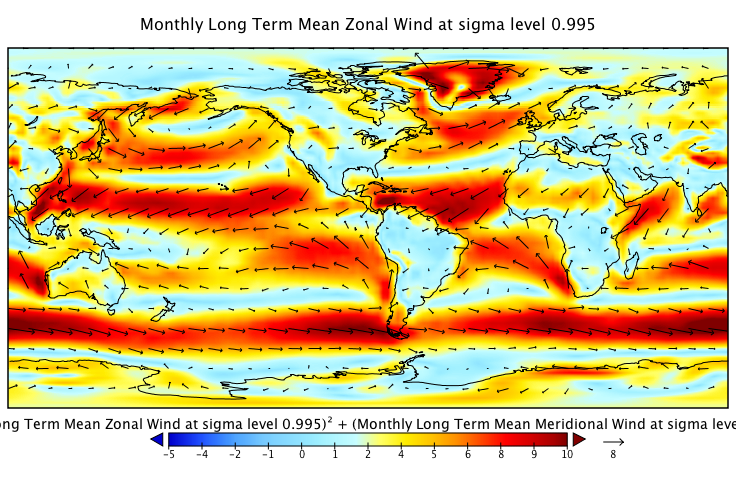 Monthly Long Term Mean Zonal Wind at sigma level 0.995
ong Term Mean Zonal Wind at sigma level 0.995)² + (Monthly Long Term Mean Meridional Wind at sigma leve
-5 -4 -2 -1 0 1 2 4 5 6 8 9 10 8